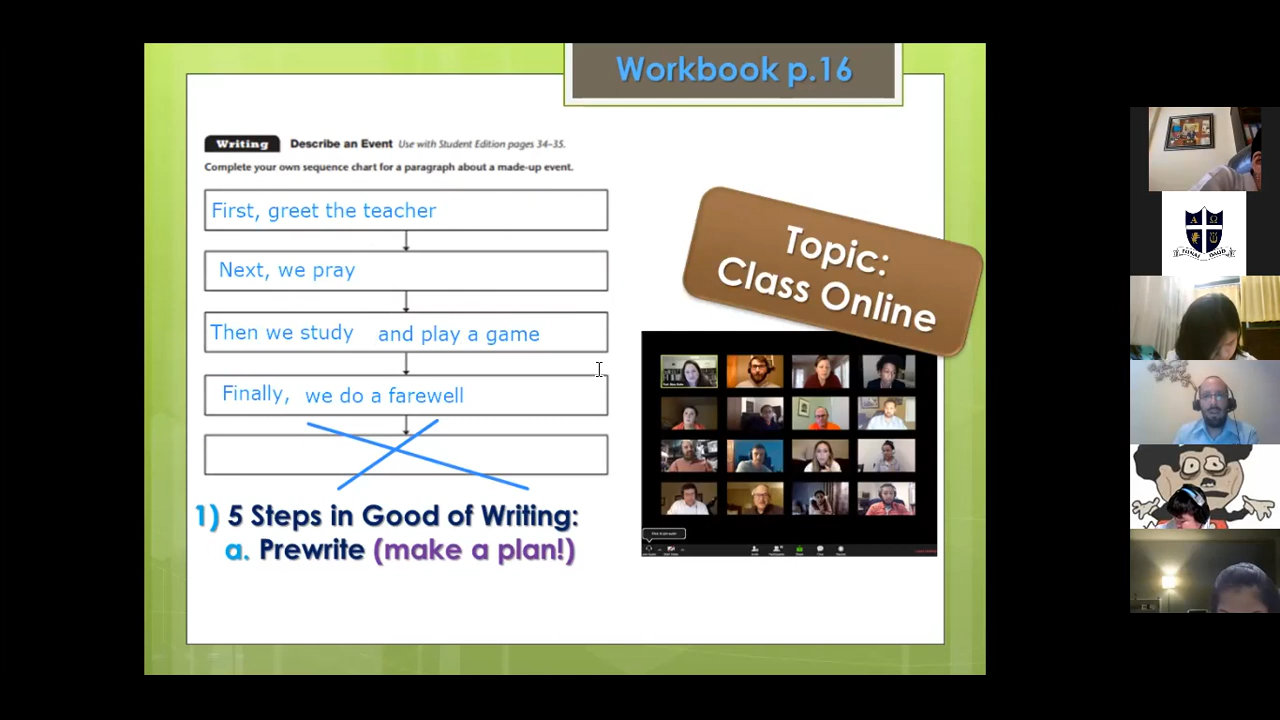 Workbook p.16
Writing Describe an Event Use with Student Edition pages 34–35.
Complete your own sequence chart for a paragraph about a made-up event.
First, greet the teacher
Next, we pray
Then we study and play a game
Finally, we do a farewell
Topic:
Class Online
1) 5 Steps in Good of Writing:
a. Prewrite (make a plan!)
Α Ω